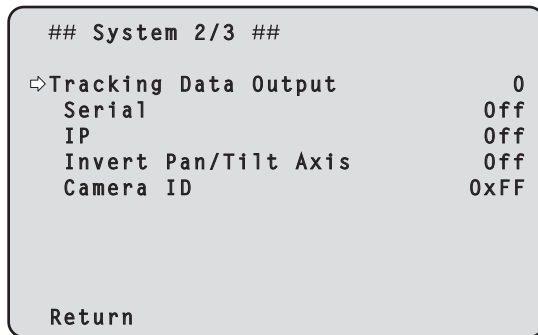 ## System 2/3 ##
⇨Tracking Data Output 0
Serial Off
IP Off
Invert Pan/Tilt Axis Off
Camera ID 0xFF
Return